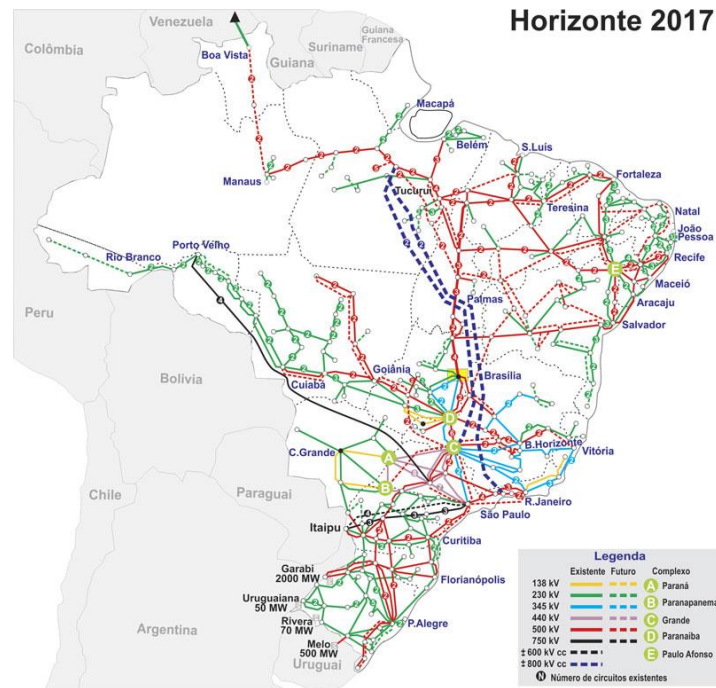 Horizonte 2017
Venezuela
Guiana
Francesa
Suriname
Colômbia
Boa Vista
Guiana
Macapá
Belém
S.Luís
Fortaleza
Manaus
Tucuruí
Teresina
Natal
João
Pessoa
Porto Velho
Rio Branco
Recife
E
Maceió
Palmas
Aracaju
Peru
Salvador
Goiânia
Brasília
Bolívia
Cuiabá
D
C
B.Horizonte
Vitória
C.Grande
A
B
R.Janeiro
Chile
Paraguai
São Paulo
Itaipu
Curitiba
Garabi
2000 MW
Florianópolis
Uruguaiana
50 MW
Rivera
70 MW
P.Alegre
Argentina
Melo
500 MW
Uruguai
Legenda
Existente Futuro Complexo
138 kV A Paraná
230 kV B Paranapanema
345 kV C Grande
440 kV D Paranaíba
500 kV E Paulo Afonso
750 kV
± 600 kV cc
± 800 kV cc
N Número de circuitos existentes